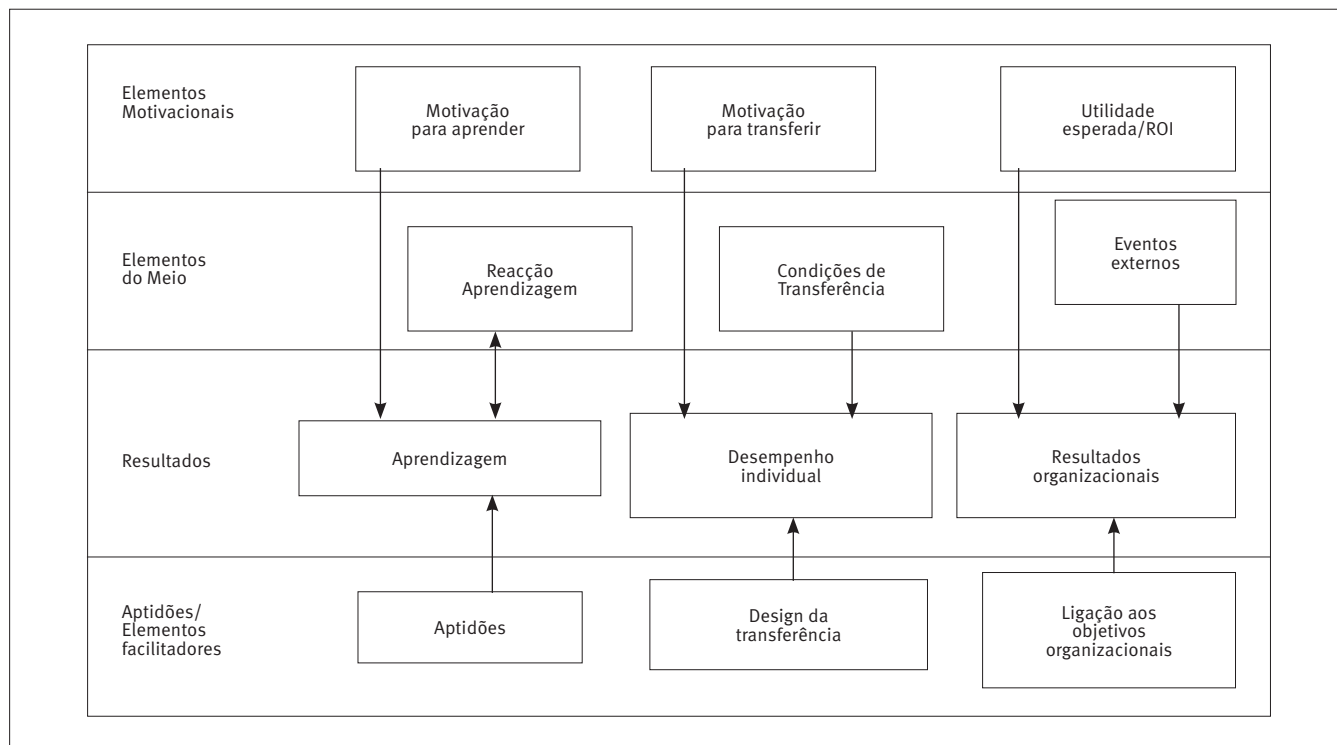 Elementos
Motivacionais
Motivação
para aprender
Motivação
para transferir
Utilidade
esperada/ROI
Elementos
do Meio
Reacção
Aprendizagem
Condições de
Transferência
Eventos
externos
Resultados
Aprendizagem
Desempenho
individual
Resultados
organizacionais
Aptidões/
Elementos
facilitadores
Aptidões
Design da
transferência
Ligação aos
objetivos
organizacionais